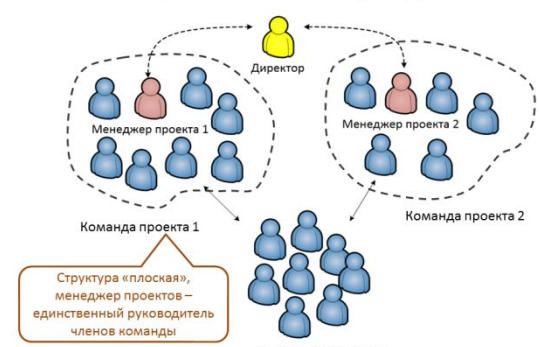 Директор
Менеджер проекта 1
Менеджер проекта 2
Команда проекта 1
Команда проекта 2
Структура «плоская»,
менеджер проектов –
единственный руководитель
членов команды